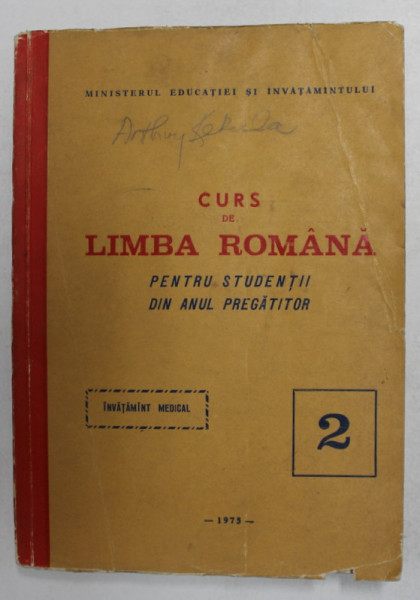 MINISTERUL EDUCAȚIEI ȘI ÎNVĂȚĂMÎNTULUI
CURS
DE
LIMBA ROMÂNĂ
PENTRU STUDENȚII
DIN ANUL PREGĂTITOR
ÎNVĂȚĂMÎNT MEDICAL
2
— 1975 —